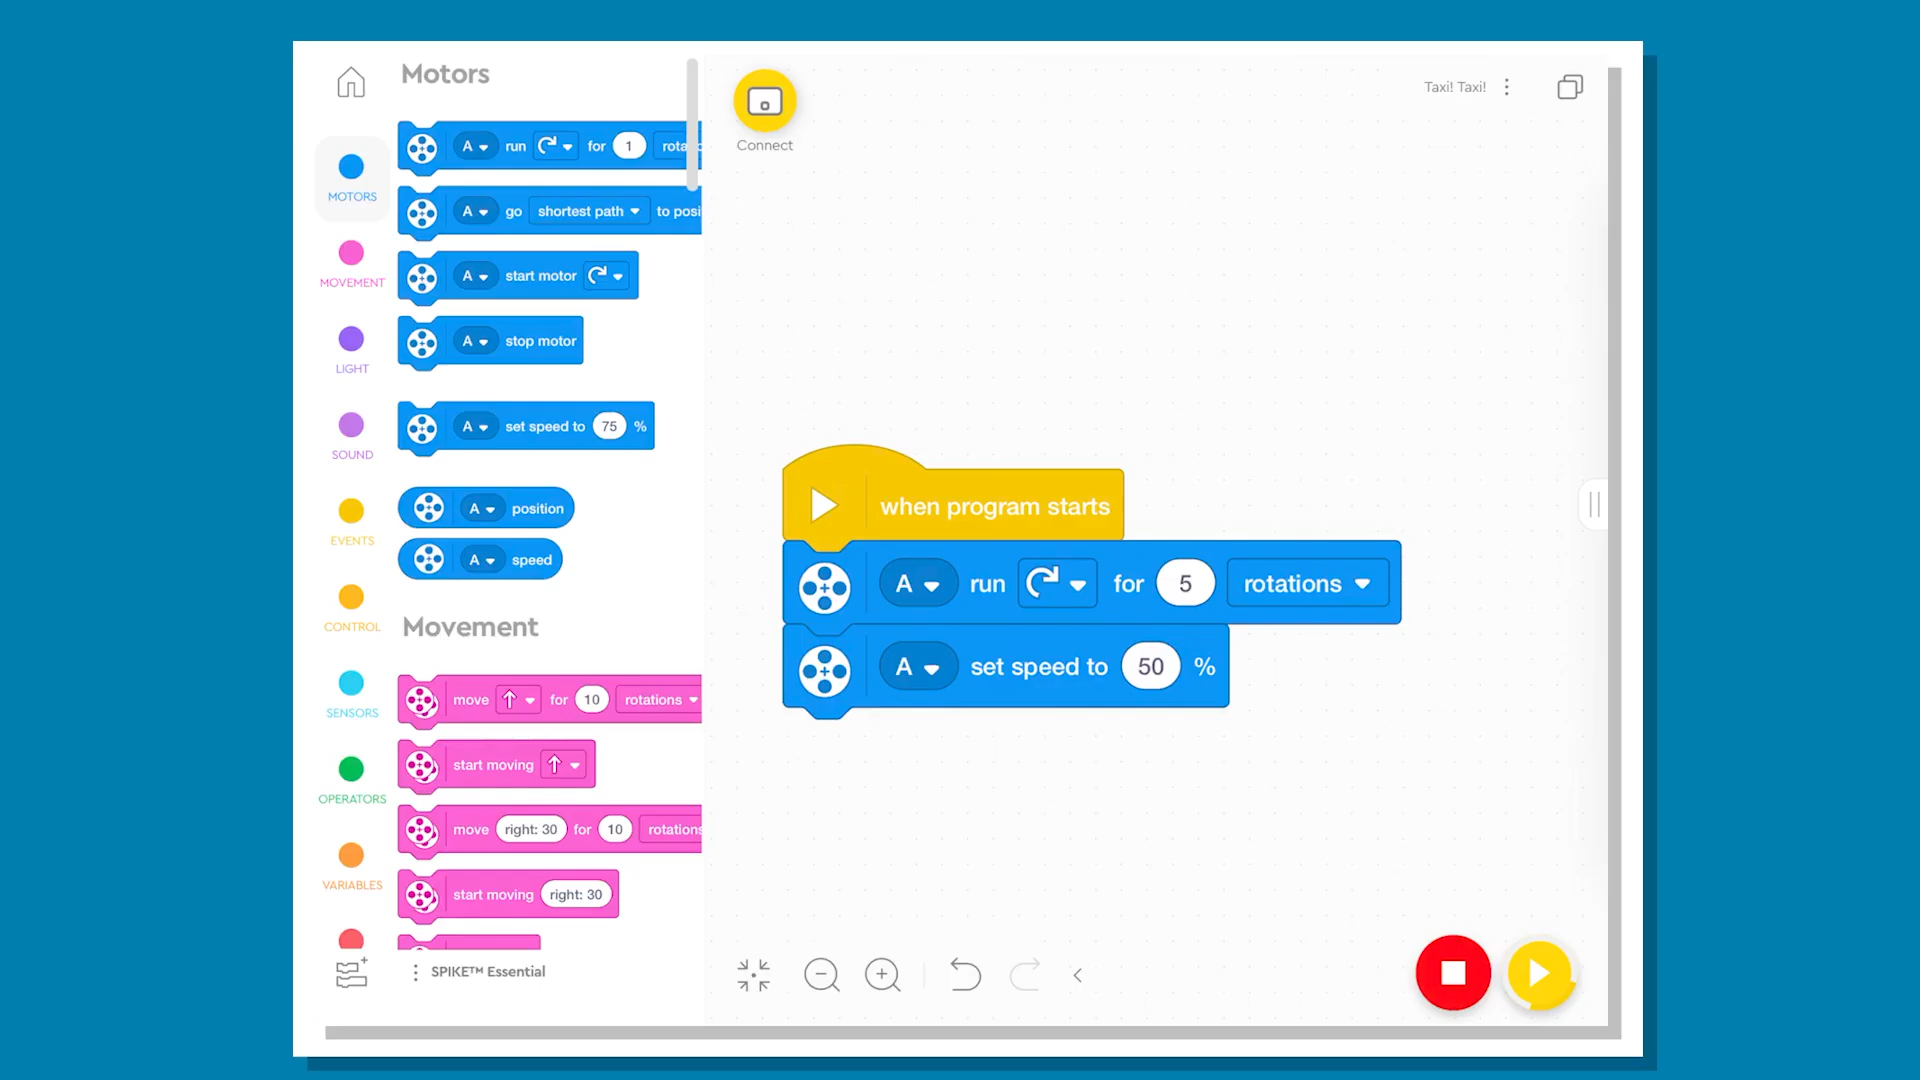 Motors
Taxi! Taxi!
Connect
A run for 1
A go shortest path to
MOTORS
A start motor
MOVEMENT
A stop motor
LIGHT
A set speed to 75 %
SOUND
A position
EVENTS
A speed
when program starts
A run for 5 rotations
CONTROL
Movement
A set speed to 50 %
move for 10 rotations
SENSORS
start moving
OPERATORS
move right: 30 for 10 rotations
VARIABLES
start moving right: 30
SPIKE™ Essential